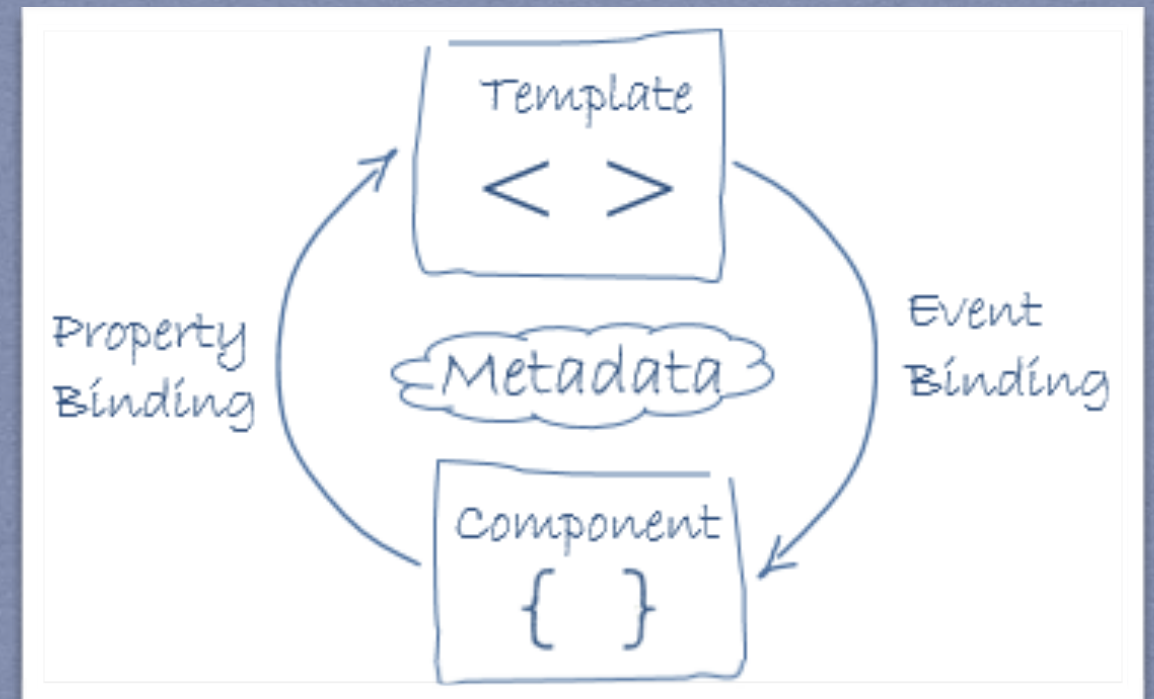 Template
< >
Property
Binding
Metadata
Event
Binding
Component
{ }